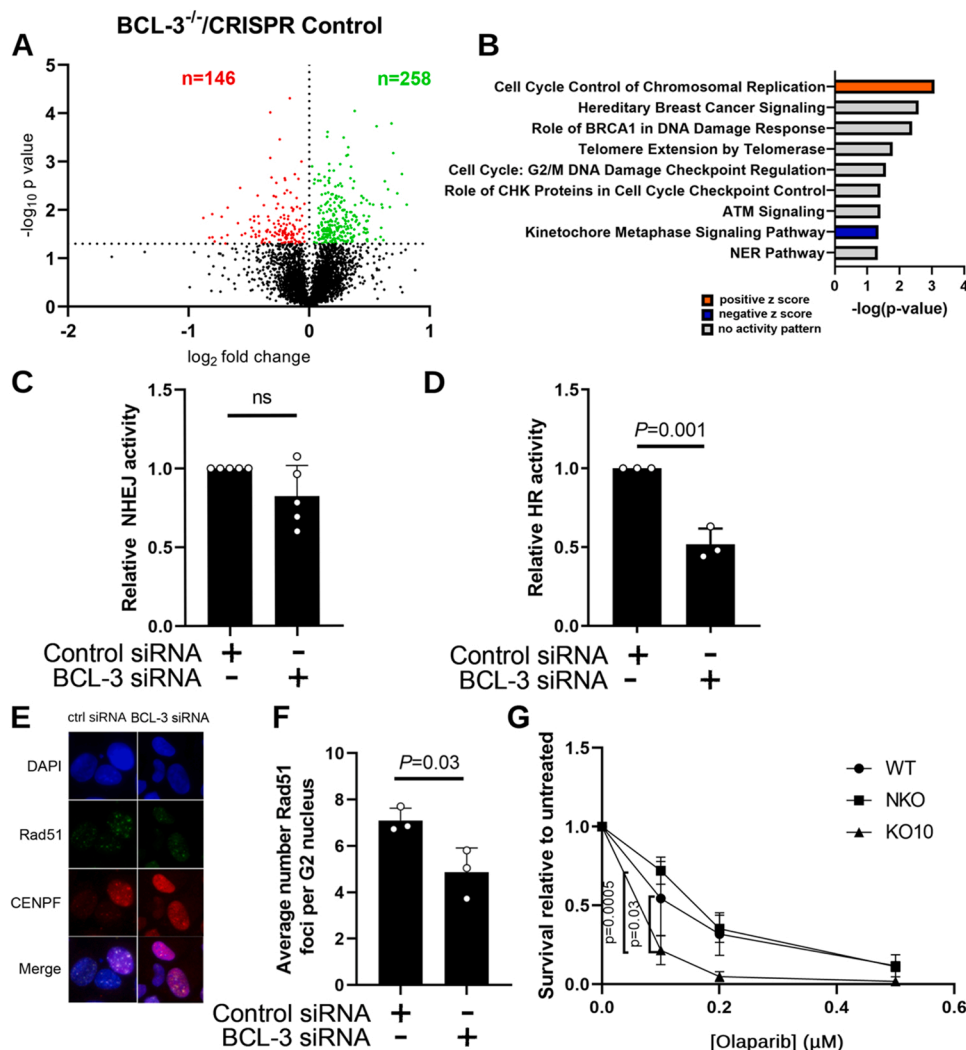 BCL-3-/-/CRISPR Control
A
n=146
n=258
5
4
3
2
1
0
-2
-1
0
1
-log10 p value
log2 fold change
B
Cell Cycle Control of Chromosomal Replication
Hereditary Breast Cancer Signaling
Role of BRCA1 in DNA Damage Response
Telomere Extension by Telomerase
Cell Cycle: G2/M DNA Damage Checkpoint Regulation
Role of CHK Proteins in Cell Cycle Checkpoint Control
ATM Signaling
Kinetochore Metaphase Signaling Pathway
NER Pathway
0 1 2 3 4
-log(p-value)
positive z score
negative z score
no activity pattern
C
Relative NHEJ activity
1.5
1.0
0.5
0.0
ns
Control siRNA + -
BCL-3 siRNA - +
D
Relative HR activity
1.5
1.0
0.5
0.0
P=0.001
Control siRNA + -
BCL-3 siRNA - +
E
ctrl siRNA BCL-3 siRNA
DAPI
Rad51
CENPF
Merge
F
Average number Rad51
foci per G2 nucleus
10
8
6
4
2
0
P=0.03
Control siRNA + -
BCL-3 siRNA - +
G
Survival relative to untreated
1.5
1.0
0.5
0.0
p=0.0005
p=0.03
WT
NKO
KO10
0.0 0.2 0.4 0.6
[Olaparib] (µM)